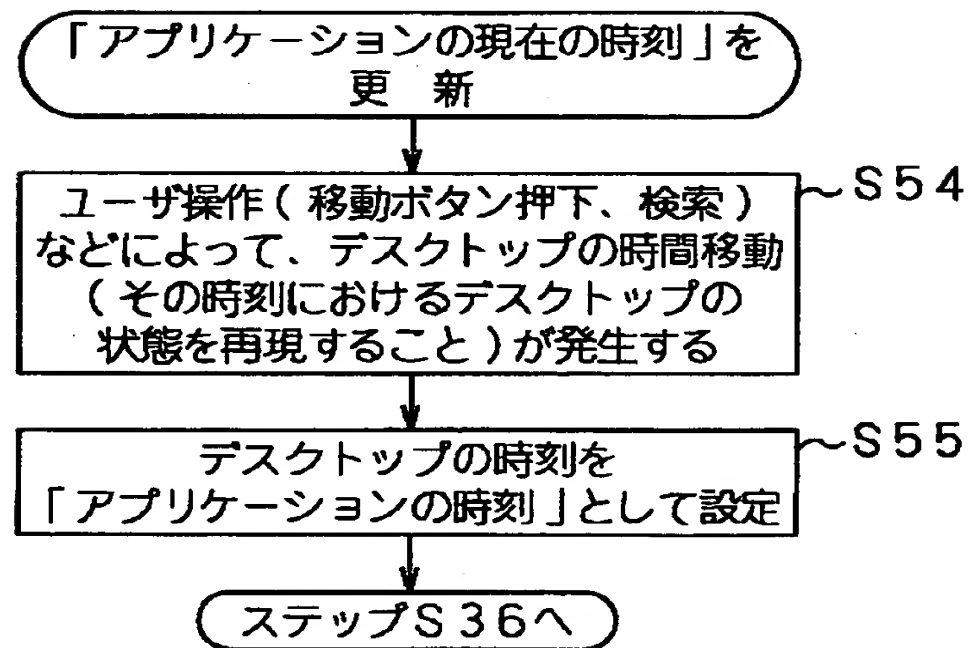 「アプリケーションの現在の時刻」を
更 新
ユーザ操作(移動ボタン押下、検索)
などによって、デスクトップの時間移動
(その時刻におけるデスクトップの
状態を再現すること)が発生する
~S54
デスクトップの時刻を
「アプリケーションの時刻」として設定
~S55
ステップS36へ